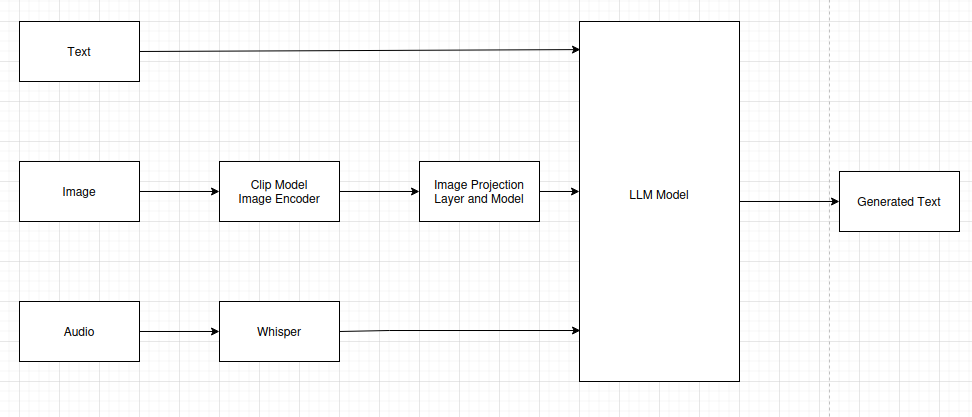 Text
Image
Clip Model
Image Encoder
Image Projection
Layer and Model
LLM Model
Generated Text
Audio
Whisper